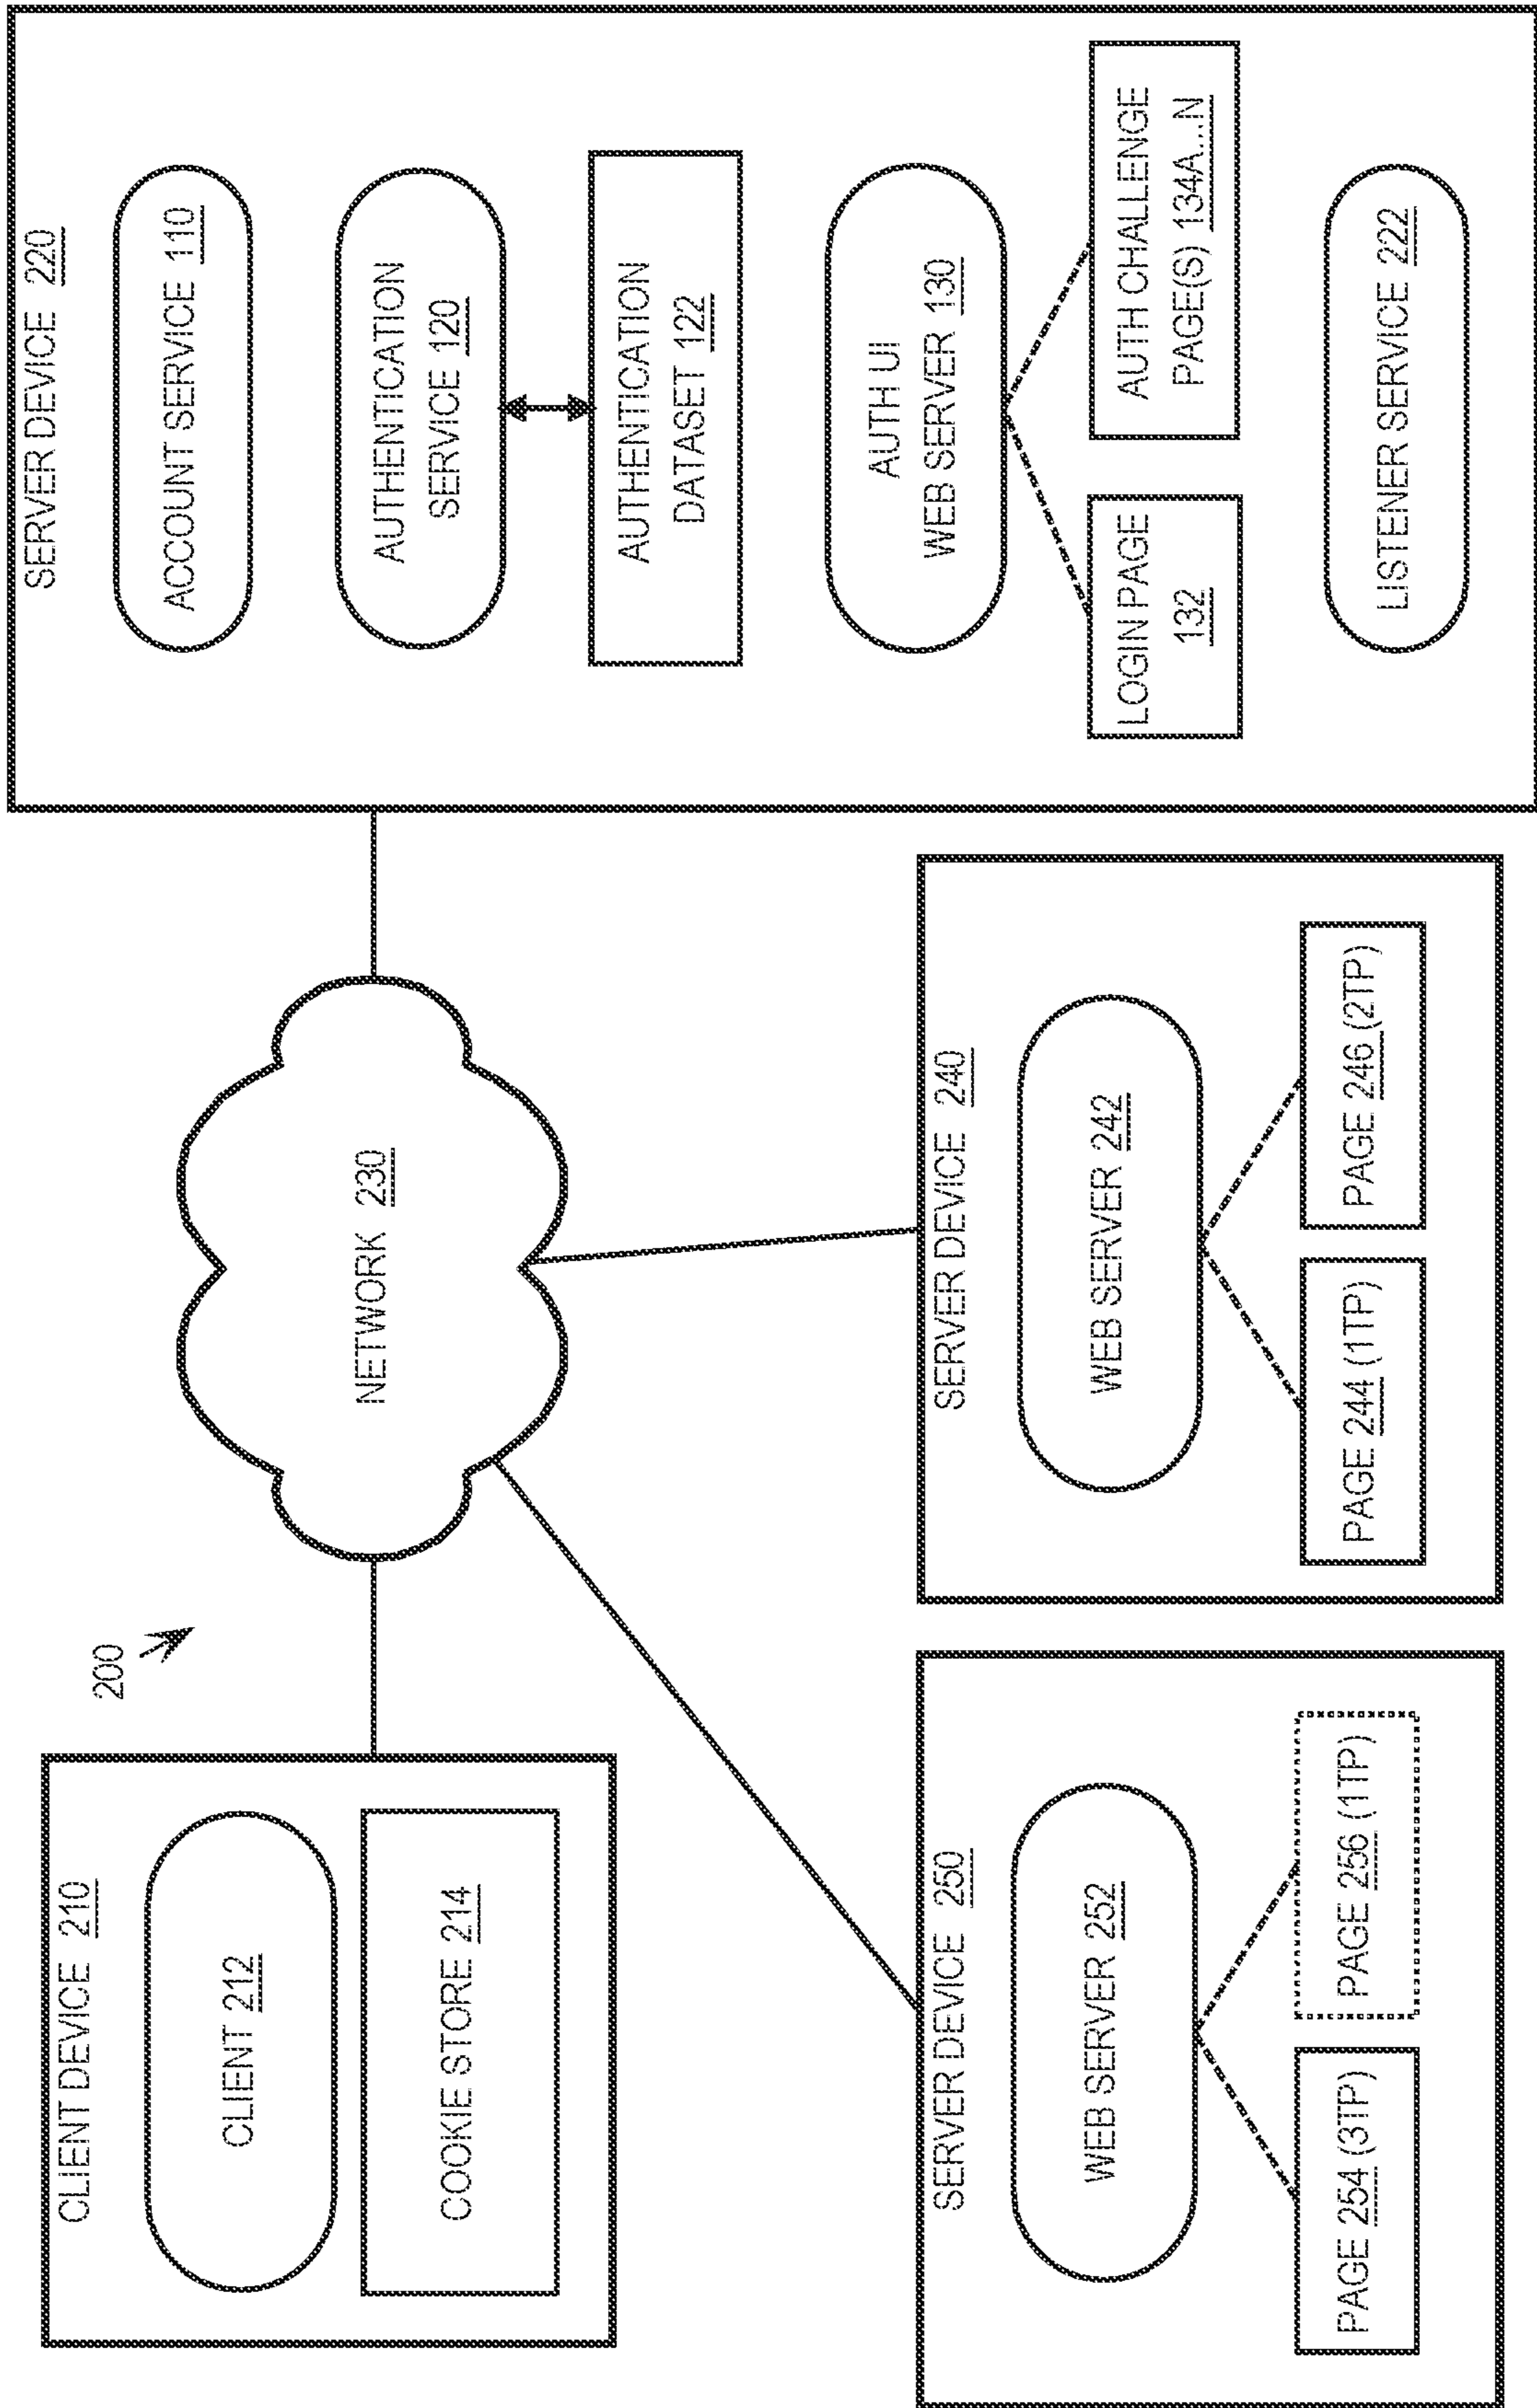 200
CLIENT DEVICE 210
CLIENT 212
COOKIE STORE 214
NETWORK 230
SERVER DEVICE 220
ACCOUNT SERVICE 110
AUTHENTICATION
SERVICE 120
AUTHENTICATION
DATASET 122
AUTH UI
WEB SERVER 130
LOGIN PAGE
132
AUTH CHALLENGE
PAGE(S) 134A...N
LISTENER SERVICE 222
SERVER DEVICE 250
WEB SERVER 252
PAGE 254 (3TP)
PAGE 256 (1TP)
SERVER DEVICE 240
WEB SERVER 242
PAGE 244 (1TP)
PAGE 246 (2TP)